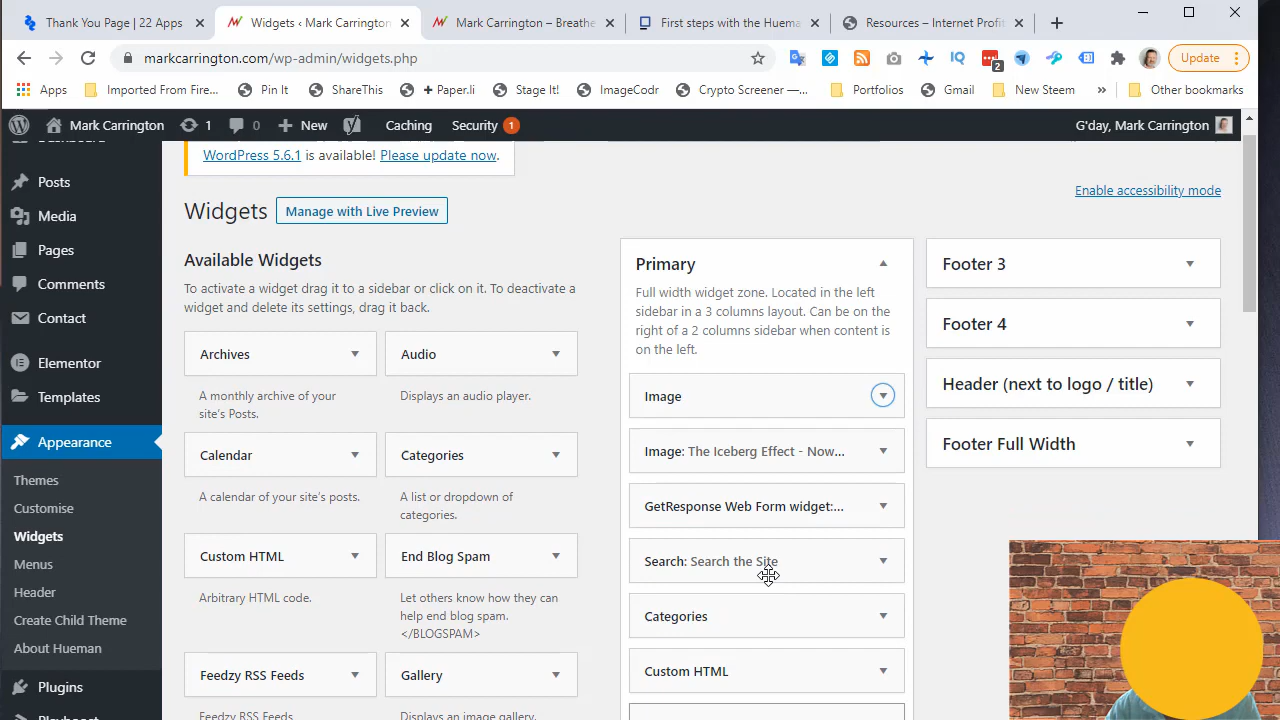 Thank You Page | 22 Apps
Widgets ‹ Mark Carrington
Mark Carrington – Breathe
First steps with the Huema
Resources – Internet Profit
markcarrington.com/wp-admin/widgets.php
2
Update
Apps
Imported From Fire...
Pin It
ShareThis
+ Paper.li
Stage It!
ImageCodr
Crypto Screener —...
Portfolios
Gmail
New Steem
»
Other bookmarks
Mark Carrington
1
0
New
Caching
Security 1
G'day, Mark Carrington
Posts
Media
Pages
Comments
Contact
Elementor
Templates
Appearance
Themes
Customise
Widgets
Menus
Header
Create Child Theme
About Hueman
Plugins
WordPress 5.6.1 is available! Please update now.
Enable accessibility mode
Widgets
Manage with Live Preview
Available Widgets
To activate a widget drag it to a sidebar or click on it. To deactivate a
widget and delete its settings, drag it back.
Archives
A monthly archive of your
site's Posts.
Audio
Displays an audio player.
Calendar
A calendar of your site's posts.
Categories
A list or dropdown of
categories.
Custom HTML
Arbitrary HTML code.
End Blog Spam
Let others know how they can
help end blog spam.
</BLOGSPAM>
Feedzy RSS Feeds
Feedzy RSS Feeds
Gallery
Displays an image gallery.
Primary
Full width widget zone. Located in the left
sidebar in a 3 columns layout. Can be on the
right of a 2 columns sidebar when content is
on the left.
Image
Image: The Iceberg Effect - Now...
GetResponse Web Form widget:...
Search: Search the Site
Categories
Custom HTML
Footer 3
Footer 4
Header (next to logo / title)
Footer Full Width